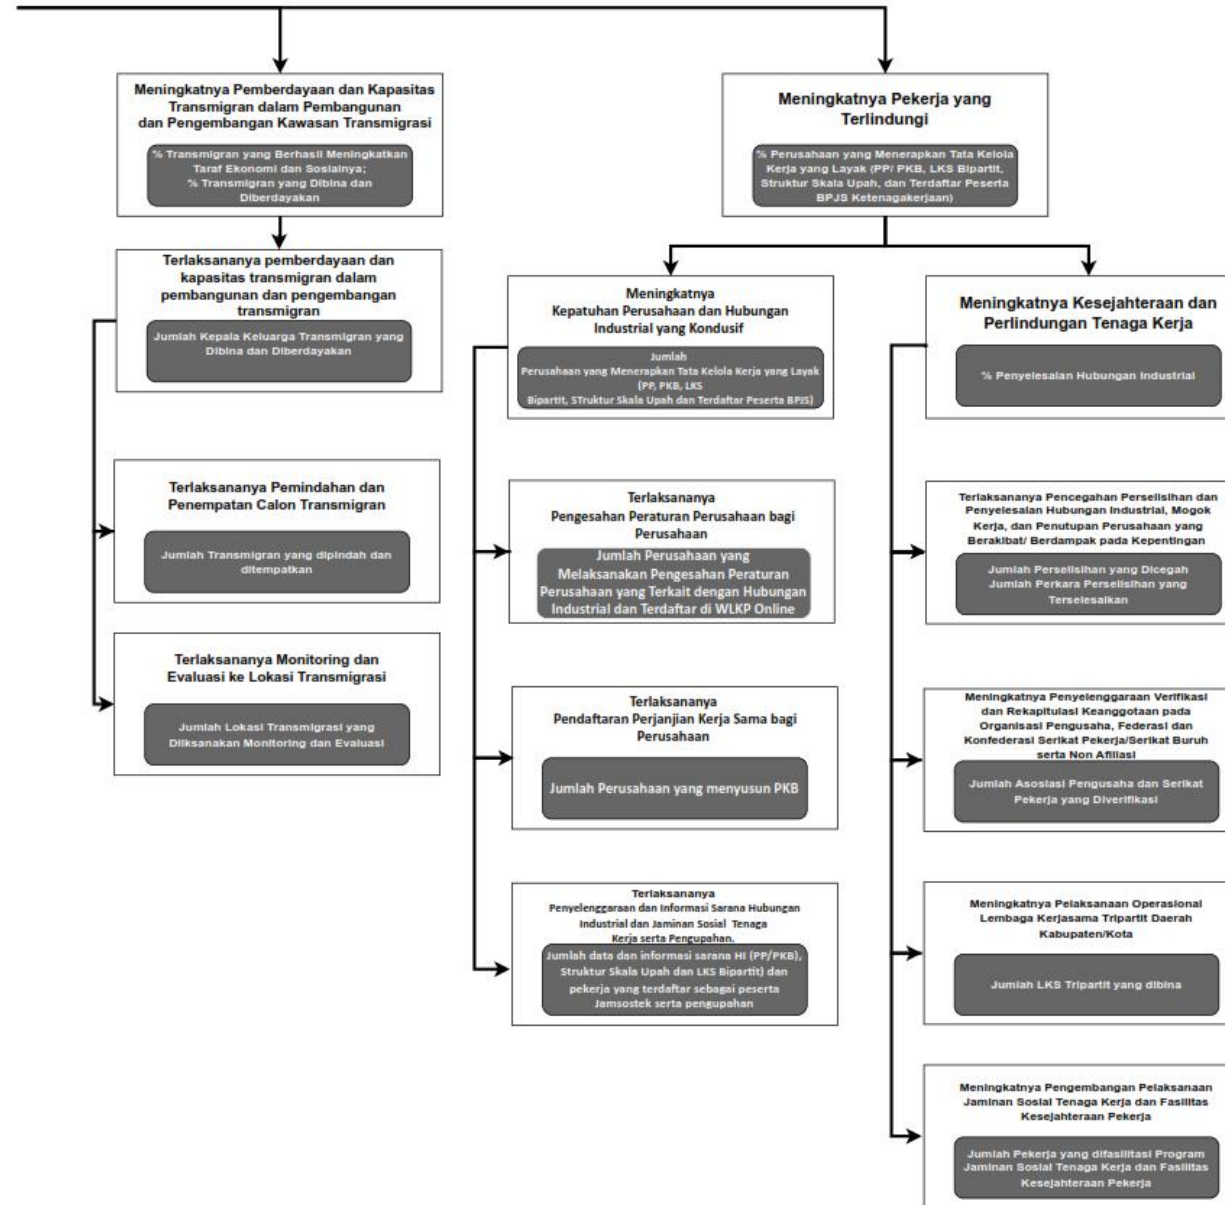 Meningkatnya Pemberdayaan dan Kapasitas
Transmigran dalam Pembangunan
dan Pengembangan Kawasan Transmigrasi
% Transmigran yang Berhasil Meningkatkan
Taraf Ekonomi dan Sosialnya;
% Transmigran yang Dibina dan
Diberdayakan
Terlaksananya pemberdayaan dan
kapasitas transmigran dalam
pembangunan dan pengembangan
transmigran
Jumlah Kepala Keluarga Transmigran yang
Dibina dan Diberdayakan
Terlaksananya Pemindahan dan
Penempatan Calon Transmigran
Jumlah Transmigran yang dipindah dan
ditempatkan
Terlaksananya Monitoring dan
Evaluasi ke Lokasi Transmigrasi
Jumlah Lokasi Transmigrasi yang
Dilksanakan Monitoring dan Evaluasi
Meningkatnya Pekerja yang
Terlindungi
% Perusahaan yang Menerapkan Tata Kelola
Kerja yang Layak (PP/ PKB, LKS Bipartit,
Struktur Skala Upah, dan Terdaftar Peserta
BPJS Ketenagakerjaan)
Meningkatnya
Kepatuhan Perusahaan dan Hubungan
Industrial yang Kondusif
Jumlah
Perusahaan yang Menerapkan Tata Kelola Kerja yang Layak
(PP, PKB, LKS
Bipartit, STruktur Skala Upah dan Terdaftar Peserta BPJS)
Terlaksananya
Pengesahan Peraturan Perusahaan bagi
Perusahaan
Jumlah Perusahaan yang
Melaksanakan Pengesahan Peraturan
Perusahaan yang Terkait dengan Hubungan
Industrial dan Terdaftar di WLKP Online
Terlaksananya
Pendaftaran Perjanjian Kerja Sama bagi
Perusahaan
Jumlah Perusahaan yang menyusun PKB
Terlaksananya
Penyelenggaraan dan Informasi Sarana Hubungan
Industrial dan Jaminan Sosial Tenaga
Kerja serta Pengupahan.
Jumlah data dan informasi sarana HI (PP/PKB),
Struktur Skala Upah dan LKS Bipartit) dan
pekerja yang terdaftar sebagai peserta
Jamsostek serta pengupahan
Meningkatnya Kesejahteraan dan
Perlindungan Tenaga Kerja
% Penyelesaian Hubungan Industrial
Terlaksananya Pencegahan Perselisihan dan
Penyelesaian Hubungan Industrial, Mogok
Kerja, dan Penutupan Perusahaan yang
Berakibat/ Berdampak pada Kepentingan
Jumlah Perselisihan yang Dicegah
Jumlah Perkara Perselisihan yang
Terselesaikan
Meningkatnya Penyelenggaraan Verifikasi
dan Rekapitulasi Keanggotaan pada
Organisasi Pengusaha, Federasi dan
Konfederasi Serikat Pekerja/Serikat Buruh
serta Non Afiliasi
Jumlah Asosiasi Pengusaha dan Serikat
Pekerja yang Diverifikasi
Meningkatnya Pelaksanaan Operasional
Lembaga Kerjasama Tripartit Daerah
Kabupaten/Kota
Jumlah LKS Tripartit yang dibina
Meningkatnya Pengembangan Pelaksanaan
Jaminan Sosial Tenaga Kerja dan Fasilitas
Kesejahteraan Pekerja
Jumlah Pekerja yang difasilitasi Program
Jaminan Sosial Tenaga Kerja dan Fasilitas
Kesejahteraan Pekerja